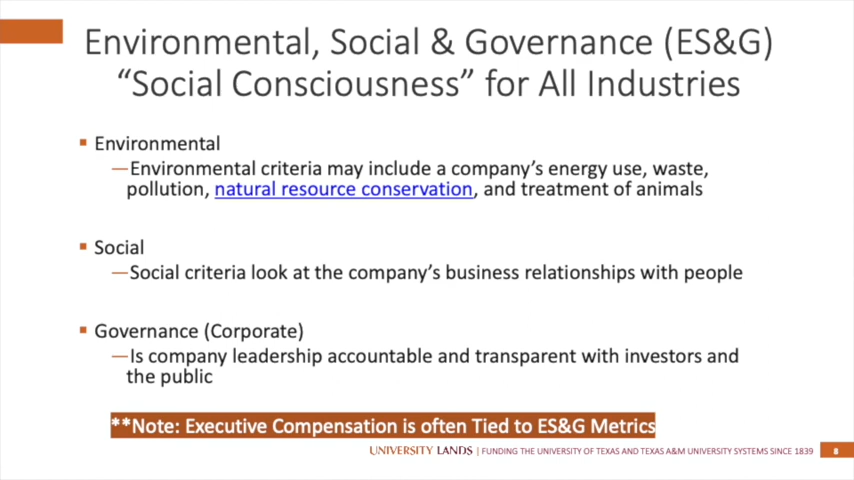 Environmental, Social & Governance (ES&G)
“Social Consciousness” for All Industries
▪ Environmental
—Environmental criteria may include a company’s energy use, waste,
pollution, natural resource conservation, and treatment of animals
▪ Social
—Social criteria look at the company’s business relationships with people
▪ Governance (Corporate)
—Is company leadership accountable and transparent with investors and
the public
**Note: Executive Compensation is often Tied to ES&G Metrics
UNIVERSITY LANDS | FUNDING THE UNIVERSITY OF TEXAS AND TEXAS A&M UNIVERSITY SYSTEMS SINCE 1839 8